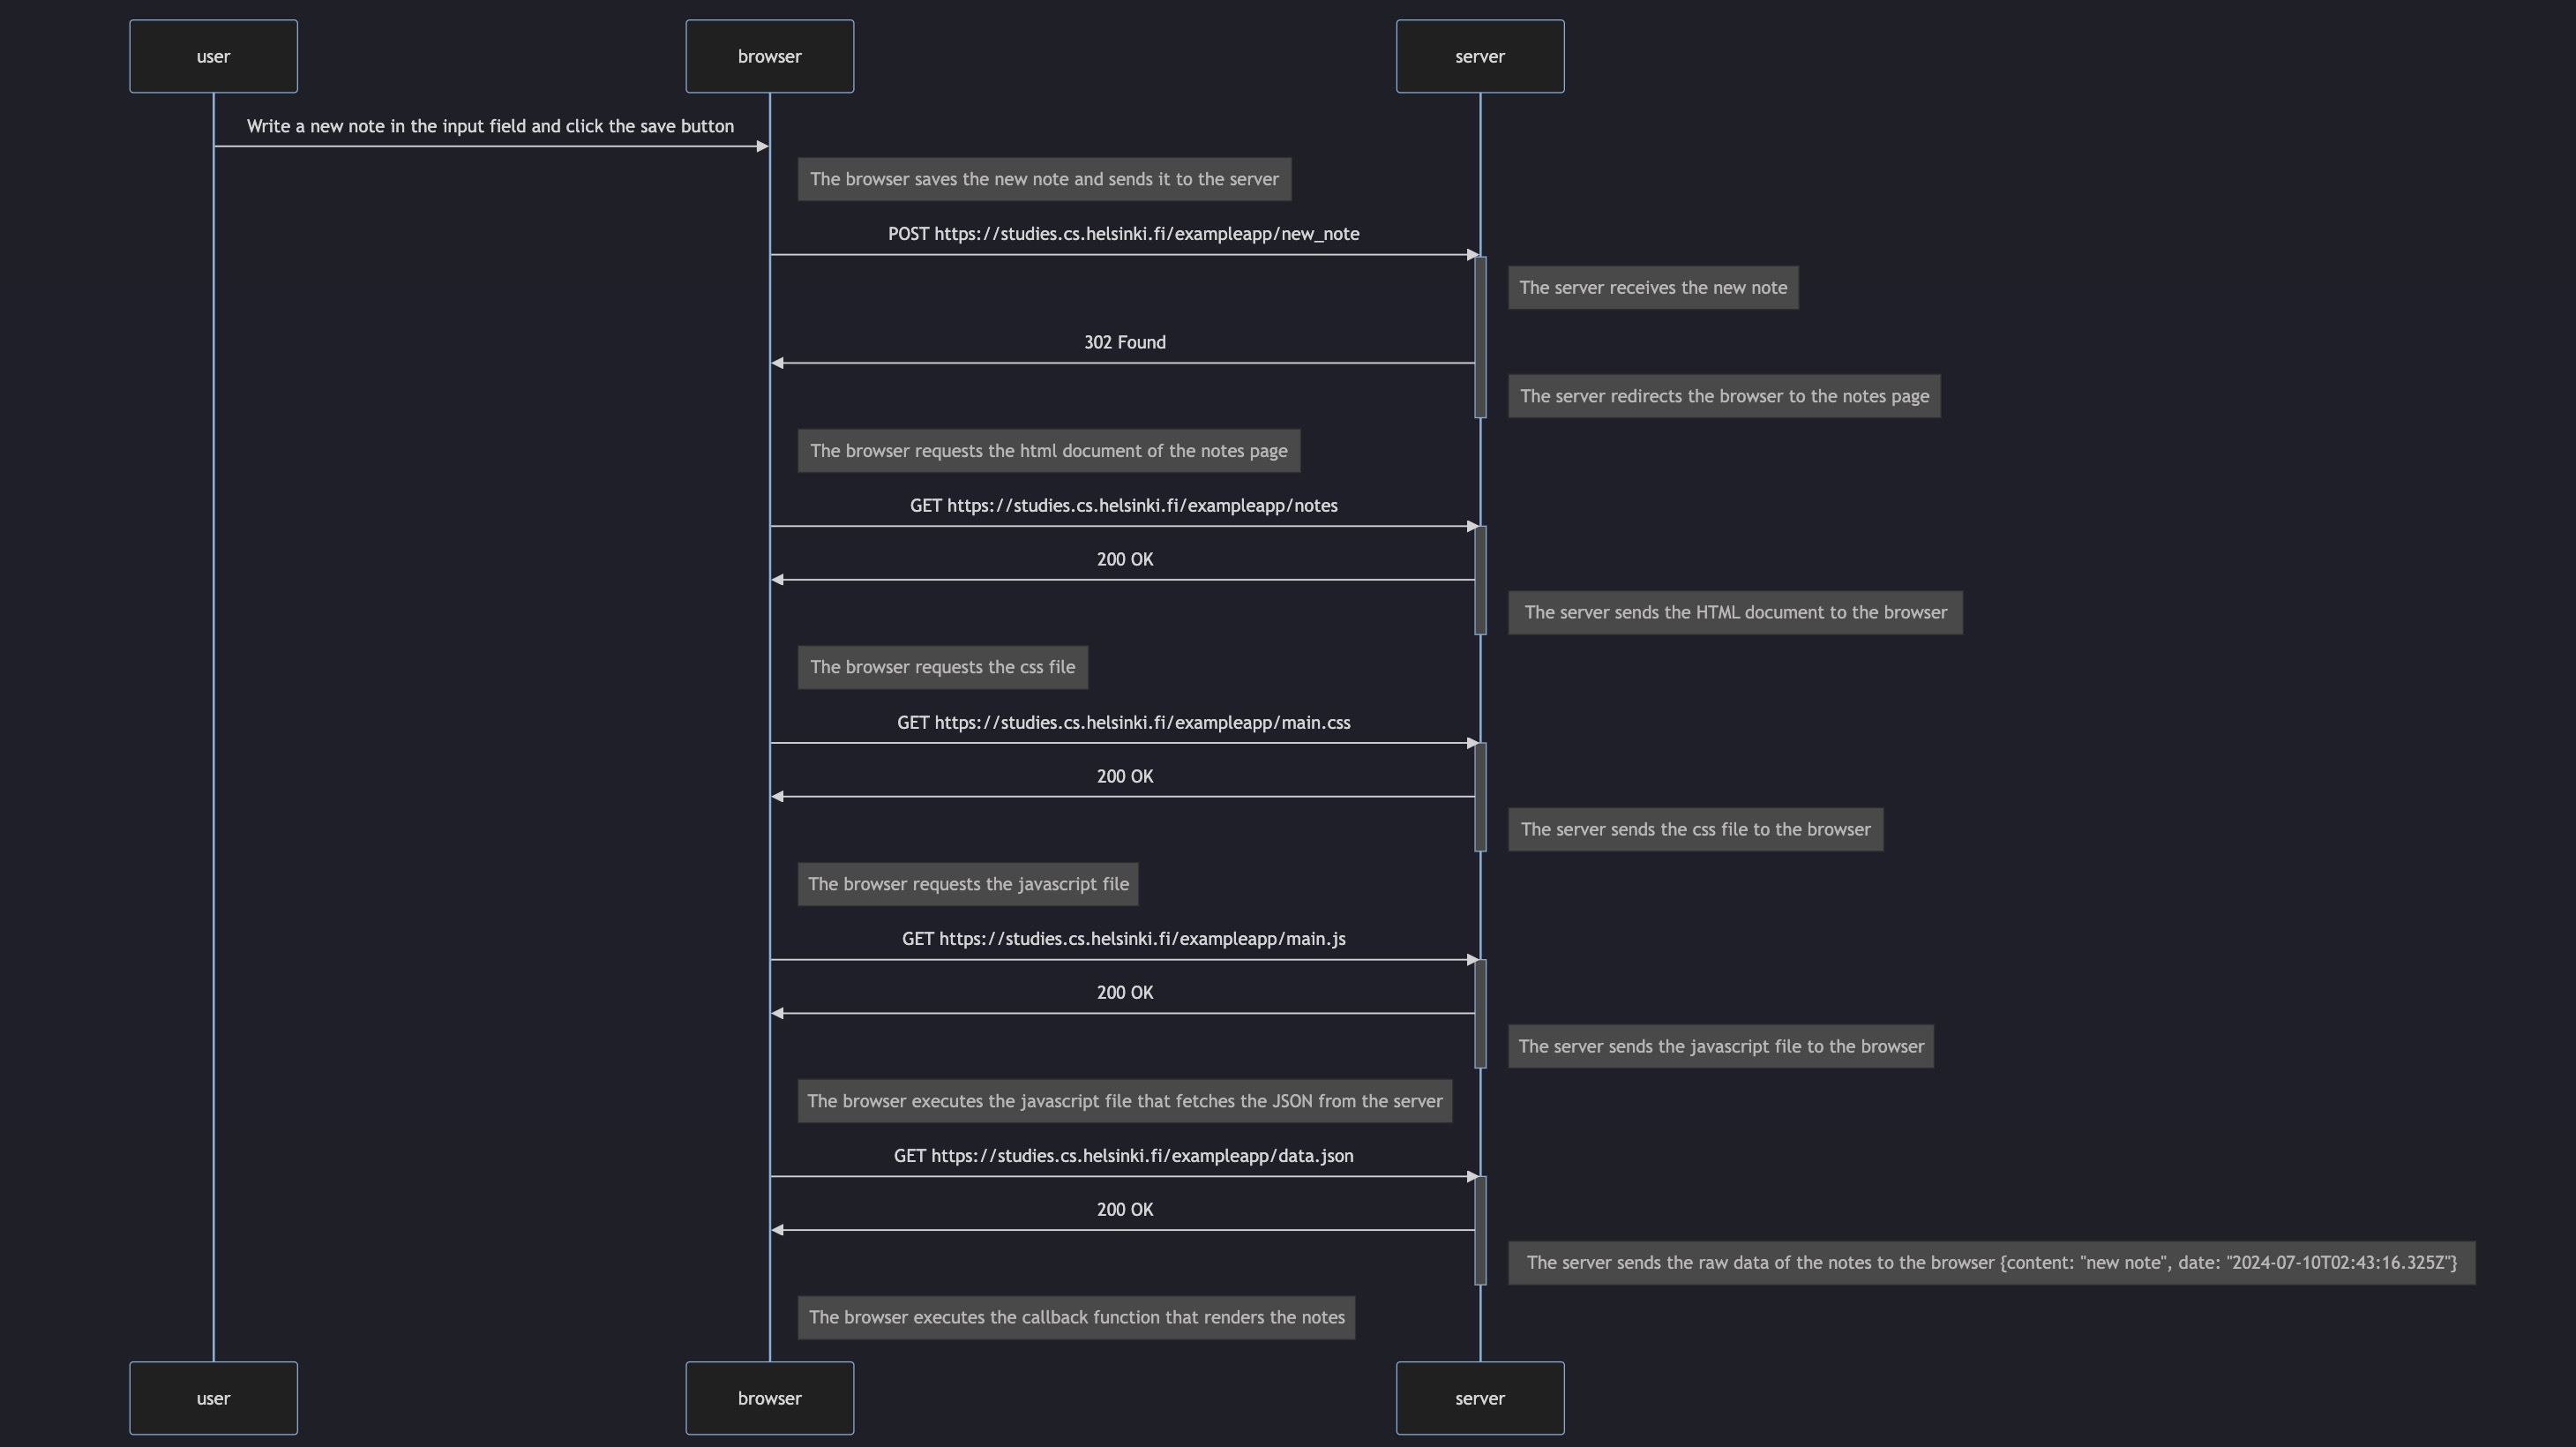 user
browser
server
Write a new note in the input field and click the save button
The browser saves the new note and sends it to the server
POST https://studies.cs.helsinki.fi/exampleapp/new_note
The server receives the new note
302 Found
The server redirects the browser to the notes page
The browser requests the html document of the notes page
GET https://studies.cs.helsinki.fi/exampleapp/notes
200 OK
The server sends the HTML document to the browser
The browser requests the css file
GET https://studies.cs.helsinki.fi/exampleapp/main.css
200 OK
The server sends the css file to the browser
The browser requests the javascript file
GET https://studies.cs.helsinki.fi/exampleapp/main.js
200 OK
The server sends the javascript file to the browser
The browser executes the javascript file that fetches the JSON from the server
GET https://studies.cs.helsinki.fi/exampleapp/data.json
200 OK
The server sends the raw data of the notes to the browser {content: "new note", date: "2024-07-10T02:43:16.325Z"}
The browser executes the callback function that renders the notes
user
browser
server